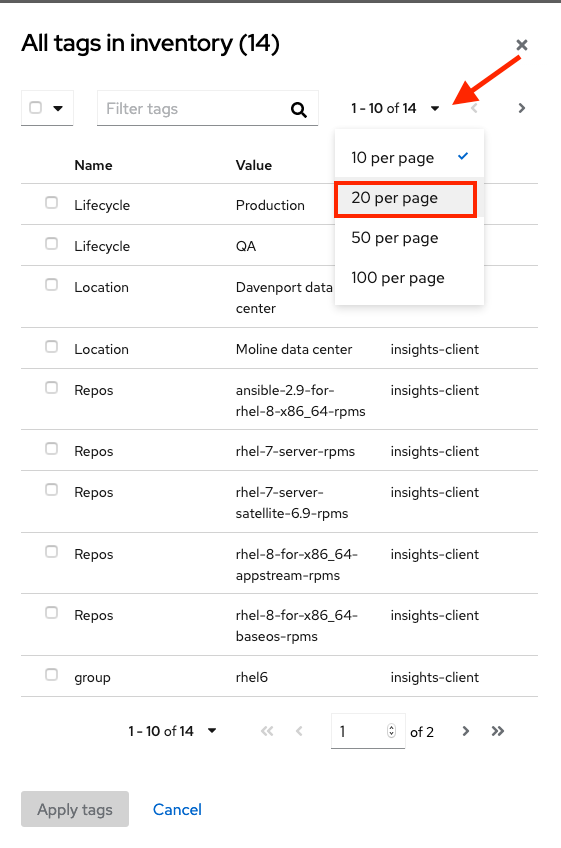 All tags in inventory (14)
Filter tags
1 - 10 of 14
10 per page
20 per page
50 per page
100 per page
Name Value
Lifecycle Production
Lifecycle QA
Location Davenport data
center
Location Moline data center insights-client
Repos ansible-2.9-for- insights-client
rhel-8-x86_64-rpms
Repos rhel-7-server-rpms insights-client
Repos rhel-7-server- insights-client
satellite-6.9-rpms
Repos rhel-8-for-x86_64- insights-client
appstream-rpms
Repos rhel-8-for-x86_64- insights-client
baseos-rpms
group rhel6 insights-client
1 - 10 of 14 1 of 2
Apply tags Cancel